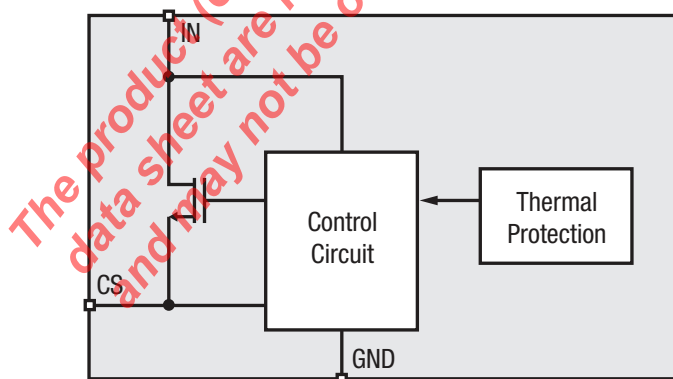 The product (
data sheet are
and may not be
IN
Control
Circuit
Thermal
Protection
CS
GND